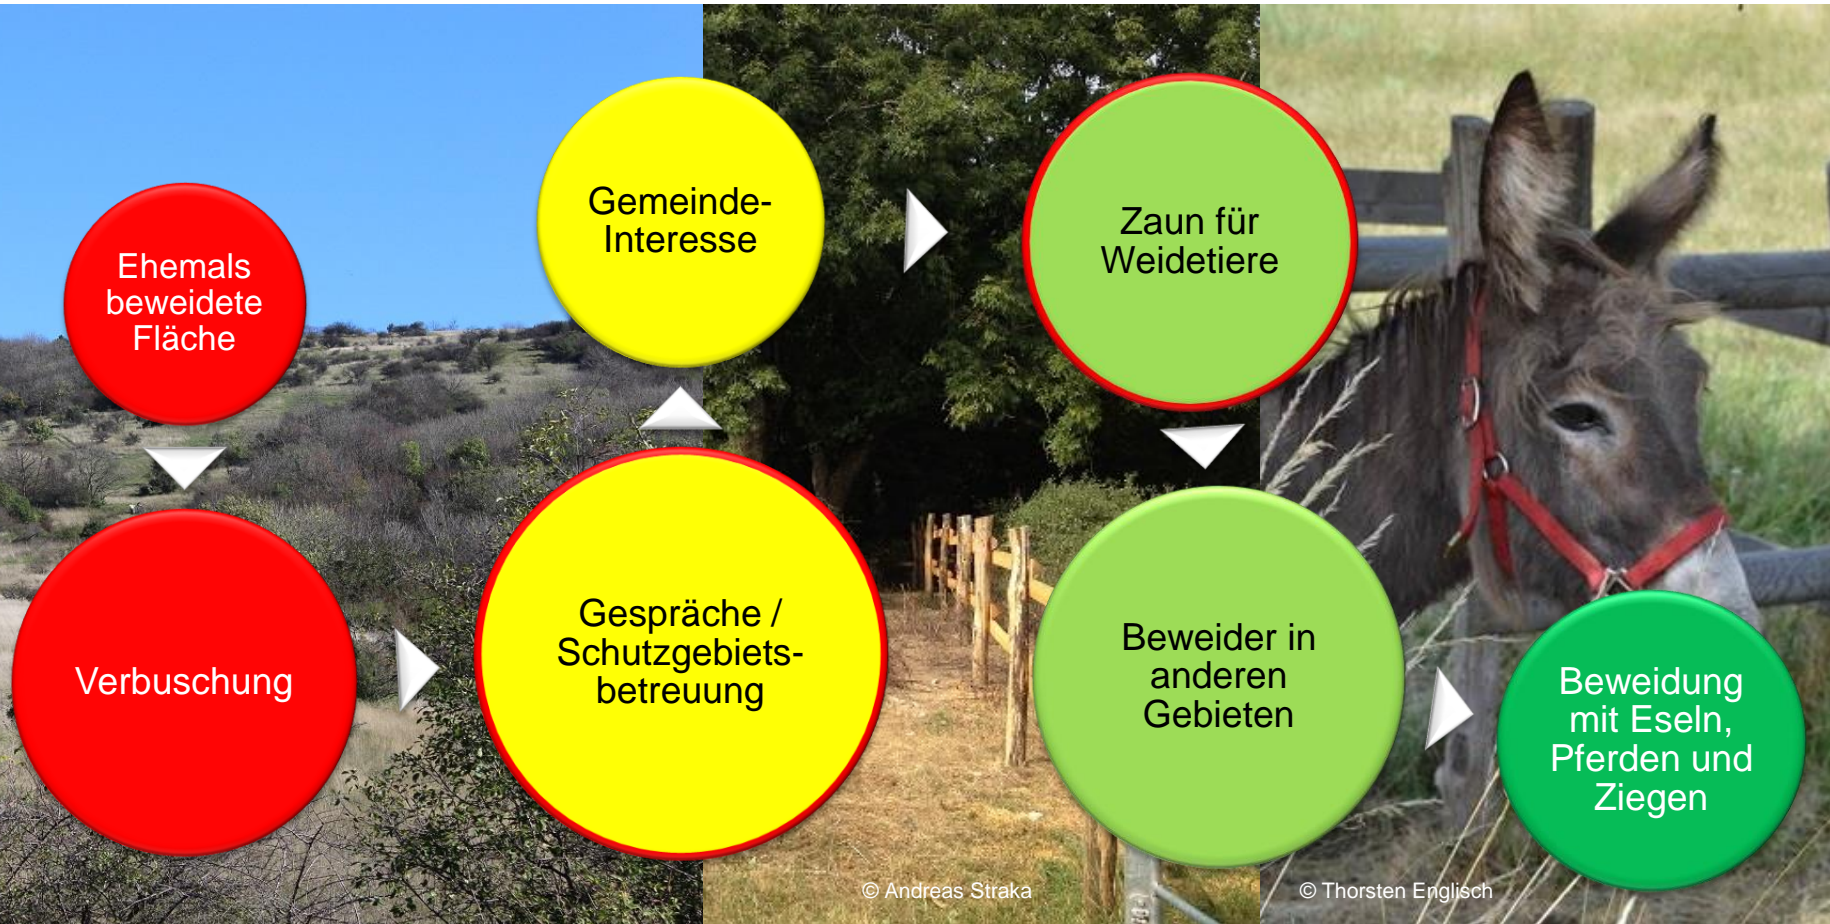 Ehemals
beweidete
Fläche
Verbuschung
Gespräche /
Schutzgebiets-
betreuung
Gemeinde-
Interesse
Zaun für
Weidetiere
Beweider in
anderen
Gebieten
Beweidung
mit Eseln,
Pferden und
Ziegen
© Andreas Straka
© Thorsten Englisch